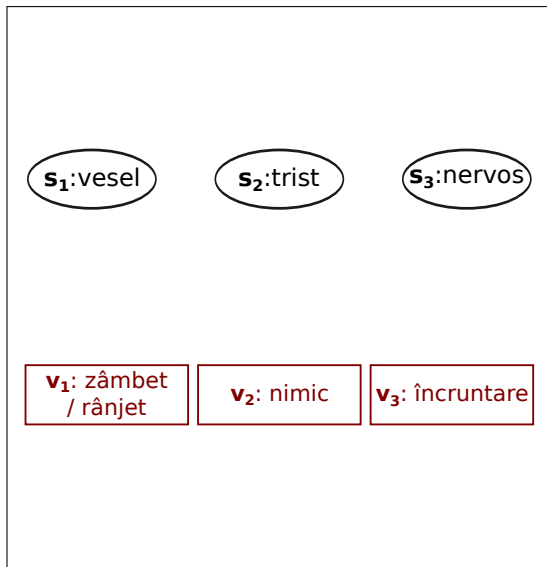 s₁:vesel
s₂:trist
s₃:nervos
v₁: zâmbet
/ rânjet
v₂: nimic
v₃: încruntare